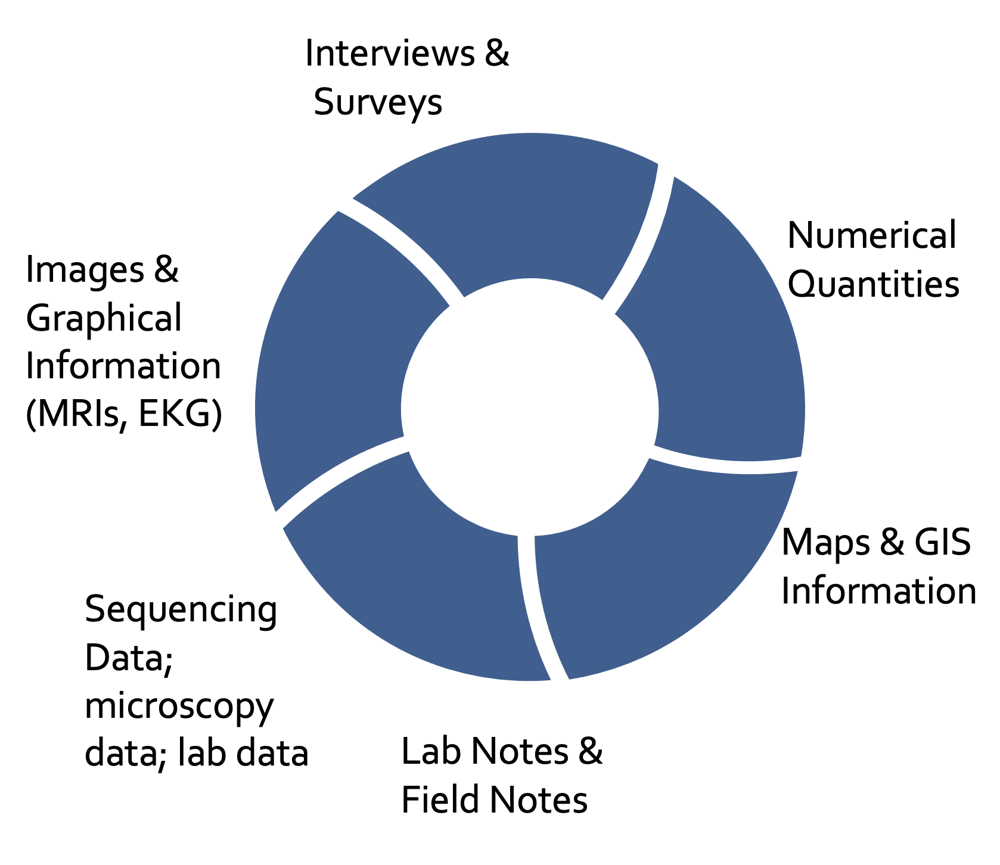 Interviews &
Surveys
Numerical
Quantities
Images &
Graphical
Information
(MRIs, EKG)
Maps & GIS
Information
Sequencing
Data;
microscopy
data; lab data
Lab Notes &
Field Notes